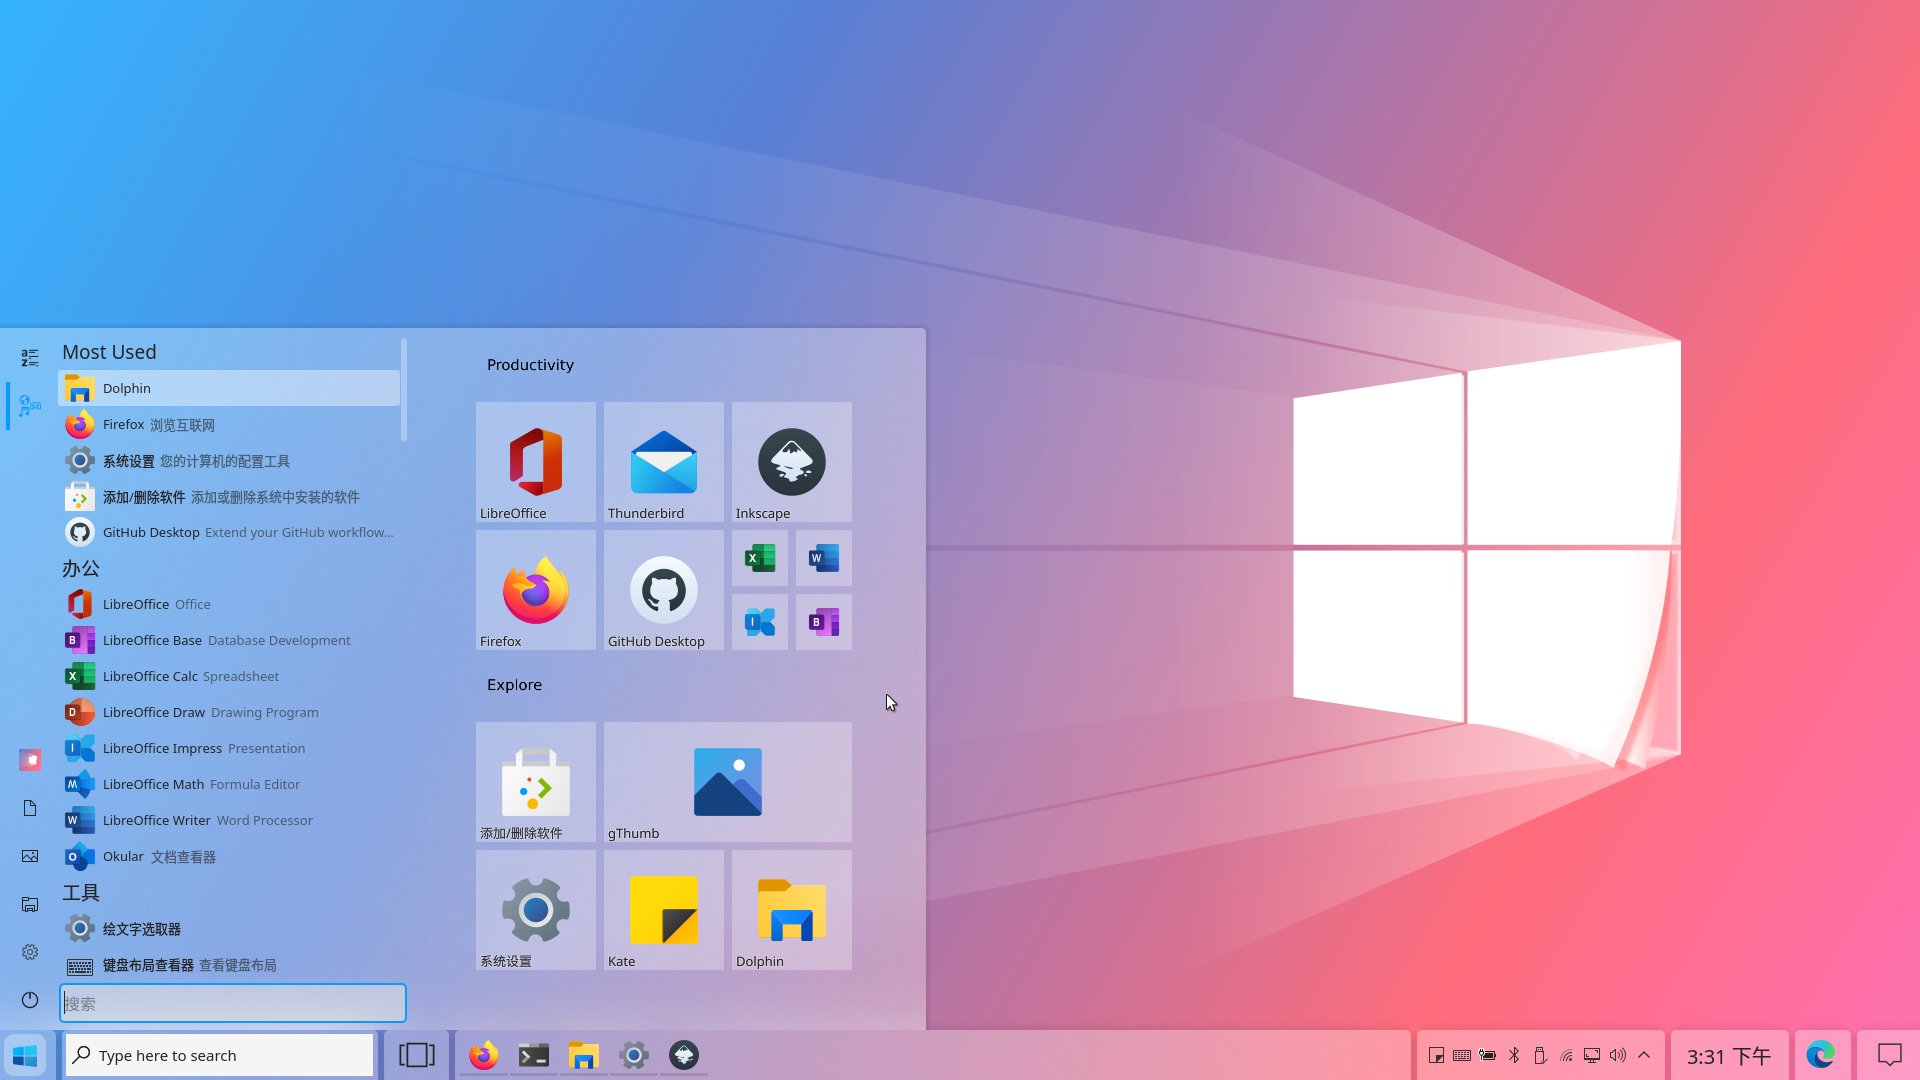 Most Used
Dolphin
Firefox 浏览互联网
系统设置 您的计算机的配置工具
添加/删除软件 添加或删除系统中安装的软件
GitHub Desktop Extend your GitHub workflow...
办公
LibreOffice Office
LibreOffice Base Database Development
LibreOffice Calc Spreadsheet
LibreOffice Draw Drawing Program
LibreOffice Impress Presentation
LibreOffice Math Formula Editor
LibreOffice Writer Word Processor
Okular 文档查看器
工具
绘文字选取器
键盘布局查看器 查看键盘布局
搜索
Productivity
LibreOffice
Thunderbird
Inkscape
Firefox
GitHub Desktop
Explore
添加/删除软件
gThumb
系统设置
Kate
Dolphin
Type here to search
3:31 下午